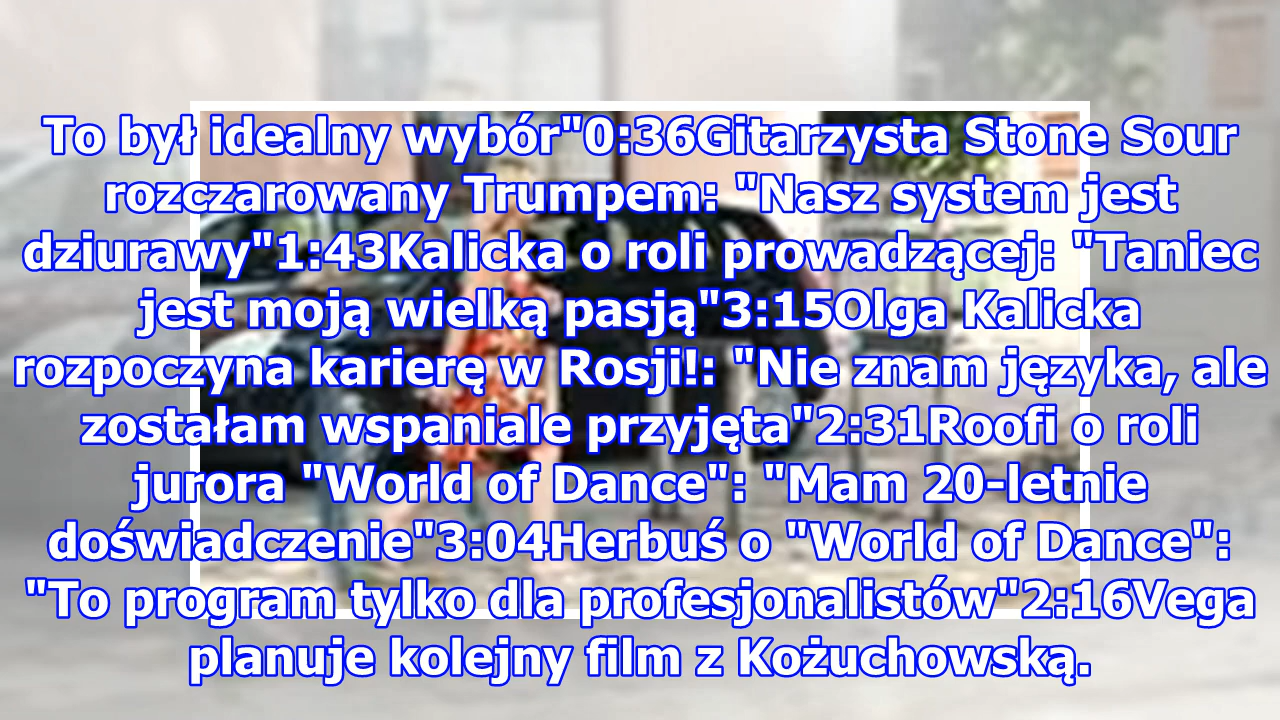 To był idealny wybór"0:36Gitarzysta Stone Sour
rozczarowany Trumpem: "Nasz system jest
dziurawy"1:43Kalicka o roli prowadzącej: "Taniec
jest moją wielką pasją"3:15Olga Kalicka
rozpoczyna karierę w Rosji!: "Nie znam języka, ale
zostałam wspaniale przyjęta"2:31Roofi o roli
jurora "World of Dance": "Mam 20-letnie
doświadczenie"3:04Herbuś o "World of Dance":
"To program tylko dla profesjonalistów"2:16Vega
planuje kolejny film z Kożuchowską.